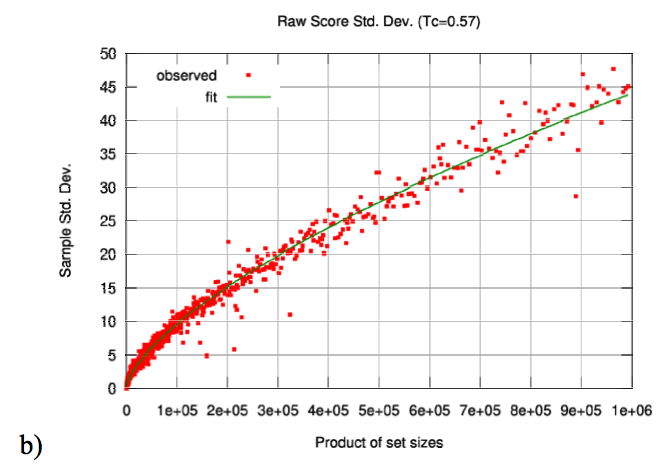 Raw Score Std. Dev. (Tc=0.57)
50
45
40
35
30
25
20
15
10
5
0
observed
fit
Sample Std. Dev.
0 1e+05 2e+05 3e+05 4e+05 5e+05 6e+05 7e+05 8e+05 9e+05 1e+06
Product of set sizes
b)